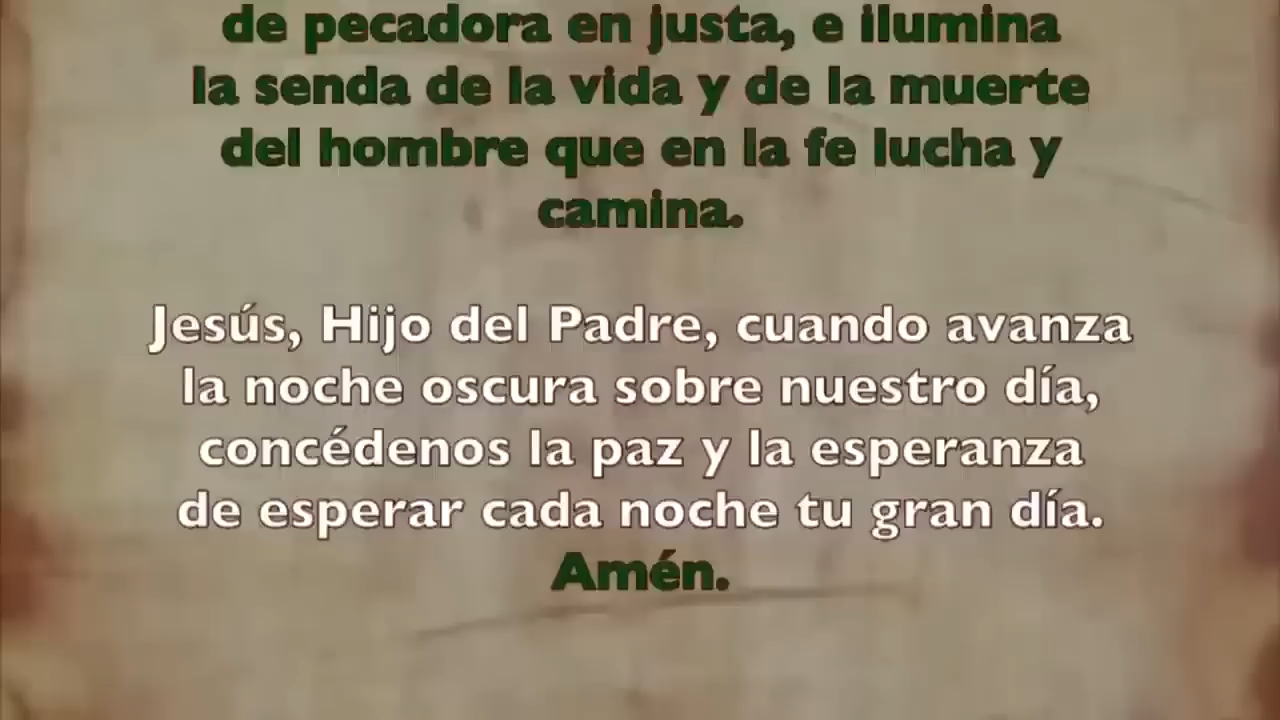 de pecadora en justa, e ilumina
la senda de la vida y de la muerte
del hombre que en la fe lucha y
camina.
Jesús, Hijo del Padre, cuando avanza
la noche oscura sobre nuestro día,
concédenos la paz y la esperanza
de esperar cada noche tu gran día.
Amén.